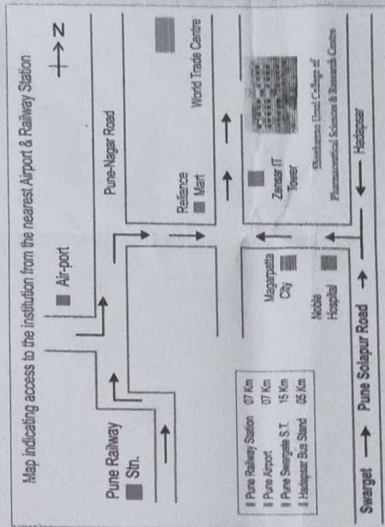 Map indicating access to the institution from the nearest Airport & Railway Station
N
Air-port
Pune-Nagar Road
Pune Railway
Stn.
Reliance
Mart
World Trade Centre
Magarpatta
City
Zensar IT
Tower
Noble
Hospital
College of
Pharmaceutical Sciences & Research Centre
Pune Railway Station 07 Km
Pune Airport 07 Km
Pune Swargate S.T. 15 Km
Hadapsar Bus Stand 05 Km
Swarget
Pune Solapur Road
Hadapsar